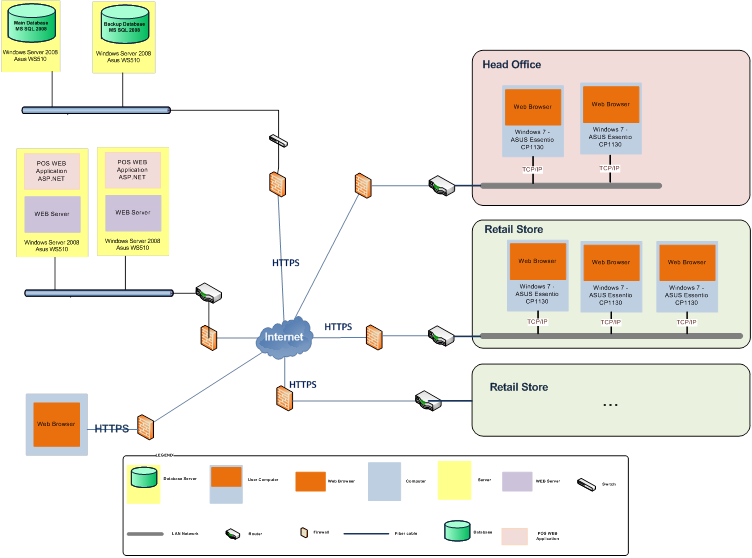 Main Database
MS SQL 2008
Backup Database
MS SQL 2008
Windows Server 2008
Asus WS510
Windows Server 2008
Asus WS510
Head Office
Web Browser
Web Browser
Windows 7 -
ASUS Essentio
CP1130
Windows 7 -
ASUS Essentio
CP1130
TCP/IP
TCP/IP
POS WEB
Application
ASP.NET
POS WEB
Application
ASP.NET
WEB Server
WEB Server
Windows Server 2008
Asus WS510
Windows Server 2008
Asus WS510
Retail Store
Web Browser
Web Browser
Web Browser
Windows 7 -
ASUS Essentio
CP1130
Windows 7 -
ASUS Essentio
CP1130
Windows 7 -
ASUS Essentio
CP1130
TCP/IP
TCP/IP
TCP/IP
HTTPS
HTTPS
Internet
HTTPS
Retail Store
...
Web Browser
HTTPS
LEGEND
Database Server
User Computer
Web Browser
Computer
Server
WEB Server
Switch
LAN Network
Router
Firewall
Fiber cable
Database
POS WEB
Application